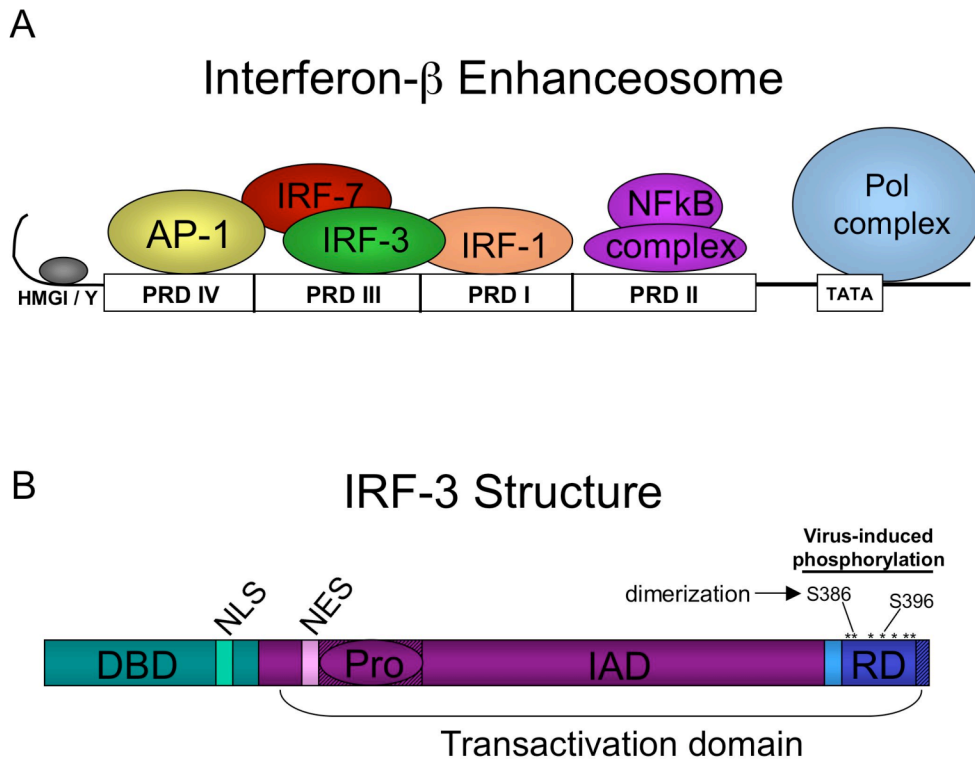 A
Interferon-β Enhanceosome
IRF-7
AP-1
IRF-3
IRF-1
NFkB
complex
Pol
complex
HMGI / Y
PRD IV
PRD III
PRD I
PRD II
TATA
B
IRF-3 Structure
Virus-induced
phosphorylation
dimerization
S386
S396
NLS
NES
** * * * **
DBD
Pro
IAD
RD
Transactivation domain